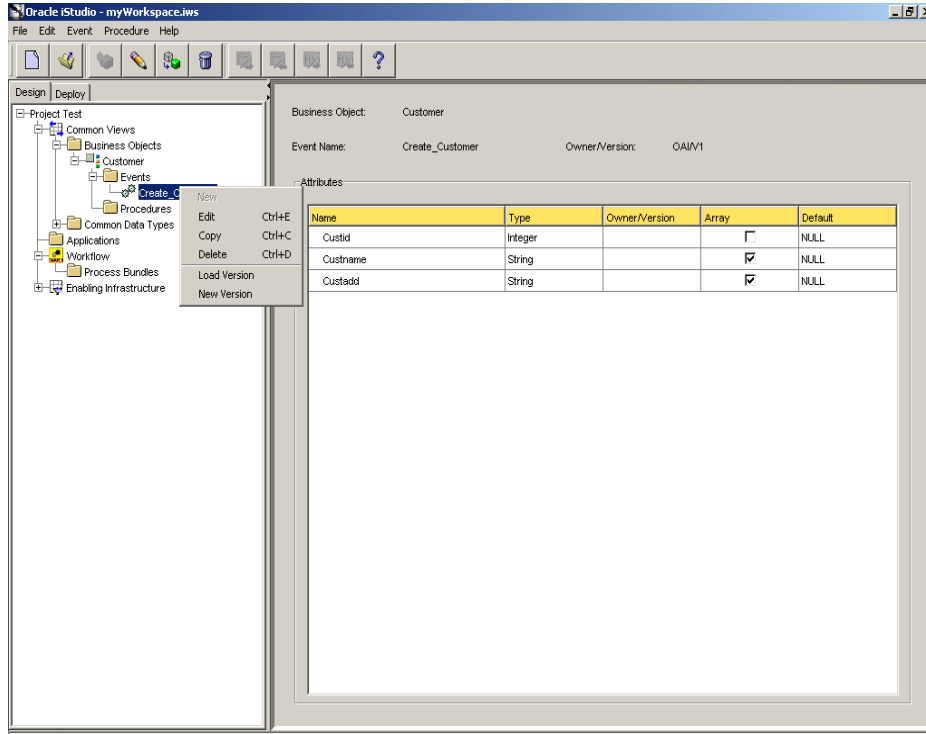 Oracle iStudio - myWorkspace.iws
File Edit Event Procedure Help
Design Deploy
Project Test
Common Views
Business Objects
Customer
Events
Create_C
Procedures
Common Data Types
Applications
Workflow
Process Bundles
Enabling Infrastructure
New
Edit Ctrl+E
Copy Ctrl+C
Delete Ctrl+D
Load Version
New Version
Business Object: Customer
Event Name: Create_Customer Owner/Version: OAI/V1
Attributes
Name Type Owner/Version Array Default
Custid Integer NULL
Custname String NULL
Custadd String NULL